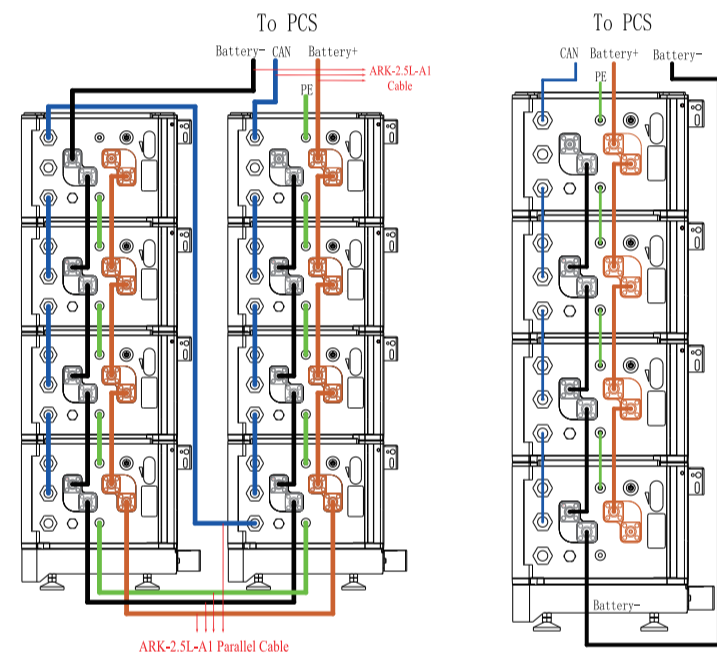 To PCS
Battery- CAN Battery+
ARK-2.5L-A1
Cable
PE
ARK-2.5L-A1 Parallel Cable
To PCS
CAN Battery+ Battery-
PE
Battery-